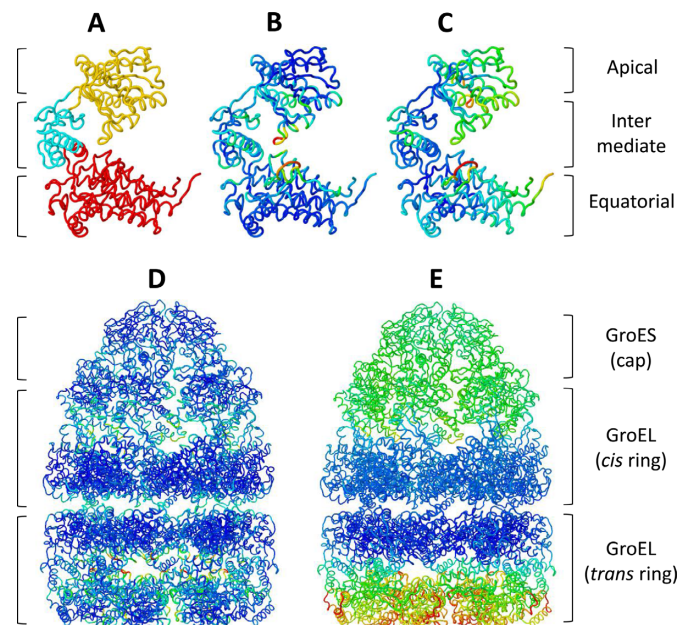 A
B
C
Apical
Inter
mediate
Equatorial
D
E
GroES
(cap)
GroEL
(cis ring)
GroEL
(trans ring)